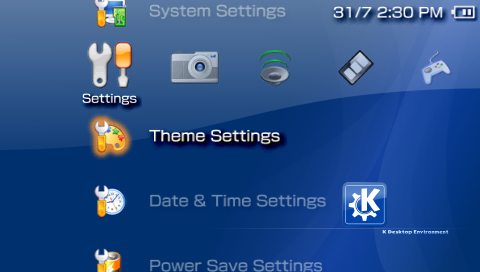 System Settings
31/7 2:30 PM
Settings
Theme Settings
Date & Time Settings
K
K Desktop Environment
Power Save Settings